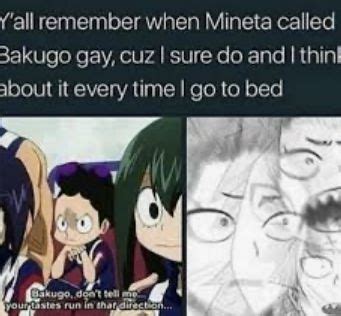 Y'all remember when Mineta called
Bakugo gay, cuz I sure do and I think
about it every time I go to bed
Bakugo, don't tell me...
your tastes run in that direction...